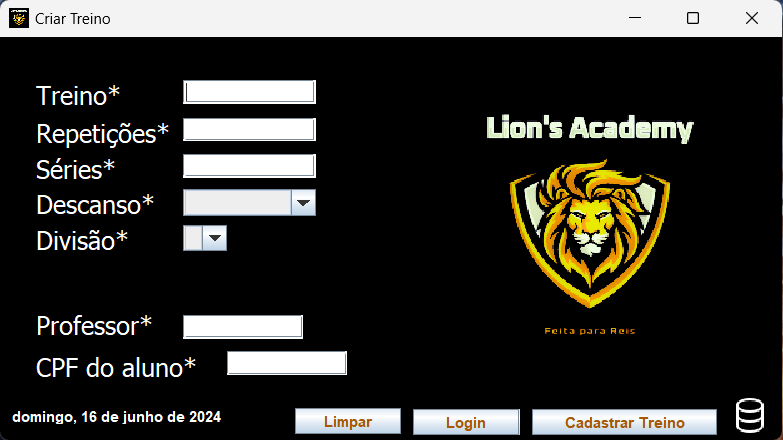 Criar Treino
Treino*
Repetições*
Séries*
Descanso*
Divisão*
Lion's Academy
Feita para Reis
Professor*
CPF do aluno*
domingo, 16 de junho de 2024
Limpar
Login
Cadastrar Treino